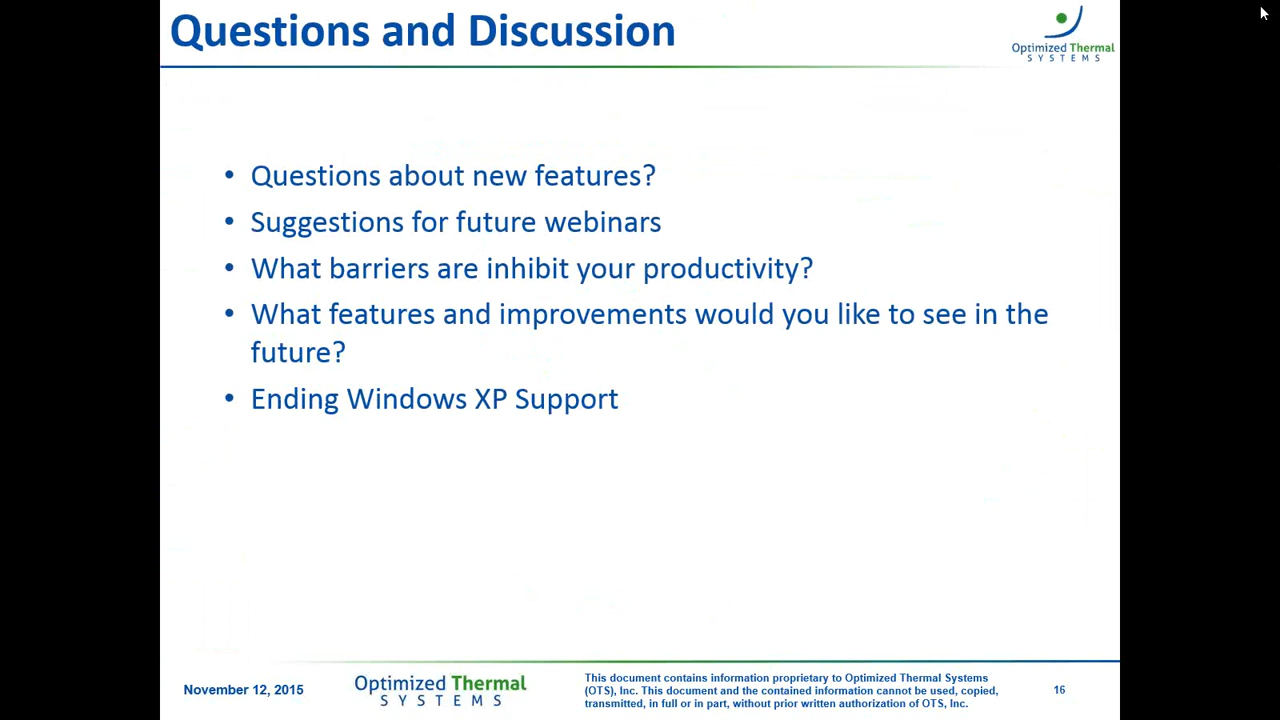 Questions and Discussion
Optimized Thermal
SYSTEMS
• Questions about new features?
• Suggestions for future webinars
• What barriers are inhibit your productivity?
• What features and improvements would you like to see in the
future?
• Ending Windows XP Support
November 12, 2015
Optimized Thermal
SYSTEMS
This document contains information proprietary to Optimized Thermal Systems
(OTS), Inc. This document and the contained information cannot be used, copied,
transmitted, in full or in part, without prior written authorization of OTS, Inc.
16